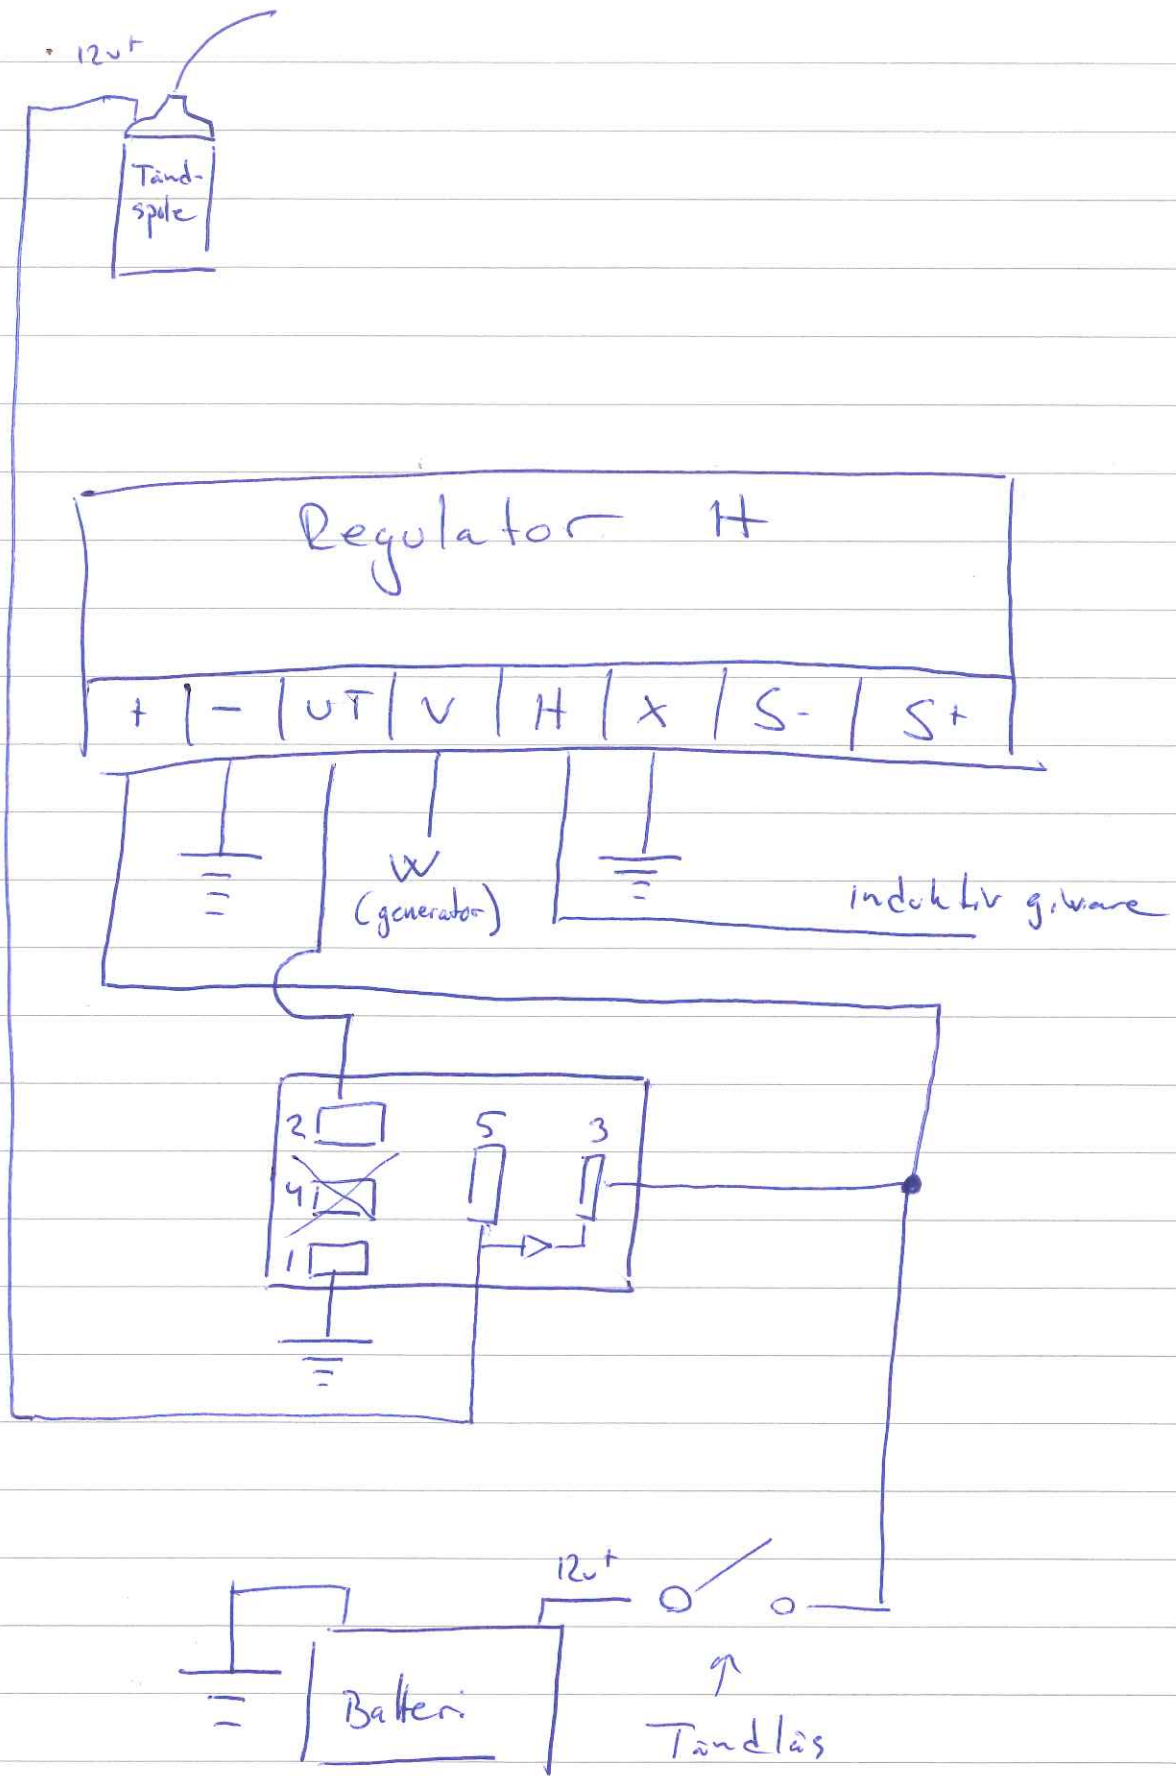 12v+
Tänd-
spole
Regulator H
+ | - | UT | V | H | X | S- | S+
W
(generator)
induktiv givare
2
5
3
4
1
12v+
Batteri
Tändlås